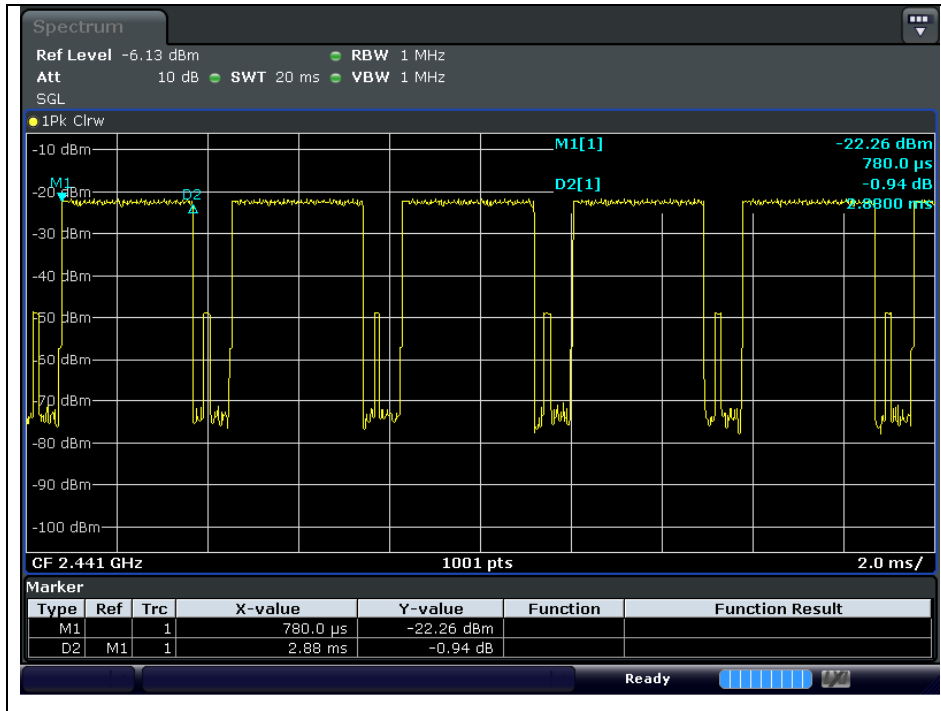 Spectrum
Ref Level -6.13 dBm RBW 1 MHz
Att 10 dB SWT 20 ms VBW 1 MHz
SGL
1Pk Clrw
M1[1] -22.26 dBm
780.0 µs
D2[1] -0.94 dB
2.8800 ms
M1
D2
-10 dBm
-20 dBm
-30 dBm
-40 dBm
-50 dBm
-60 dBm
-70 dBm
-80 dBm
-90 dBm
-100 dBm
CF 2.441 GHz 1001 pts 2.0 ms/
Marker
Type Ref Trc X-value Y-value Function Function Result
M1 1 780.0 µs -22.26 dBm
D2 M1 1 2.88 ms -0.94 dB
Ready